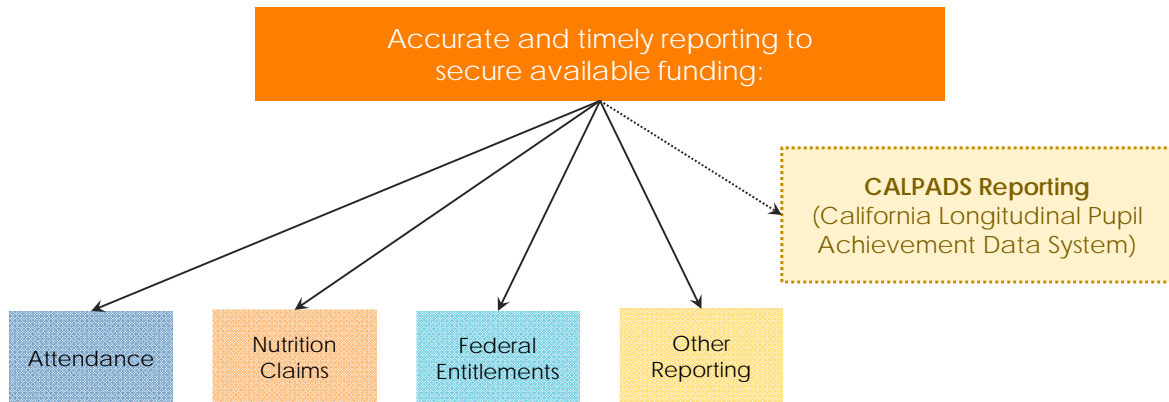 Accurate and timely reporting to
secure available funding:
CALPADS Reporting
(California Longitudinal Pupil
Achievement Data System)
Attendance
Nutrition
Claims
Federal
Entitlements
Other
Reporting